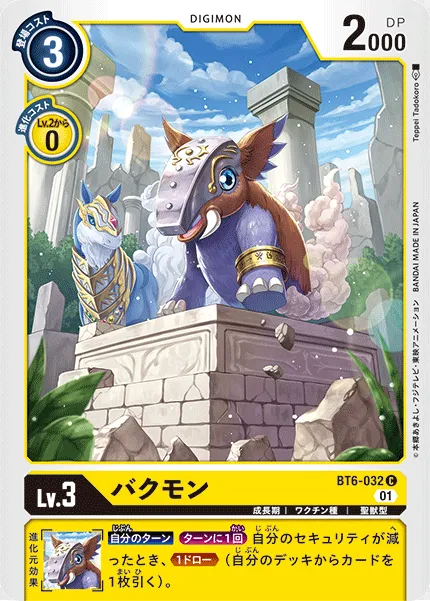 登場コスト
3
DIGIMON
DP
2000
進化コスト
Lv.2から
0
Teppei Tadokoro
©本郷あきよし・フジテレビ・東映アニメーション BANDAI MADE IN JAPAN
BT6-032 C
01
Lv.3
バクモン
成長期 | ワクチン種 | 聖獣型
進化元効果
自分のターン ターンに1回 自分のセキュリティが減
ったとき、1ドロー(自分のデッキからカードを
1枚引く)。